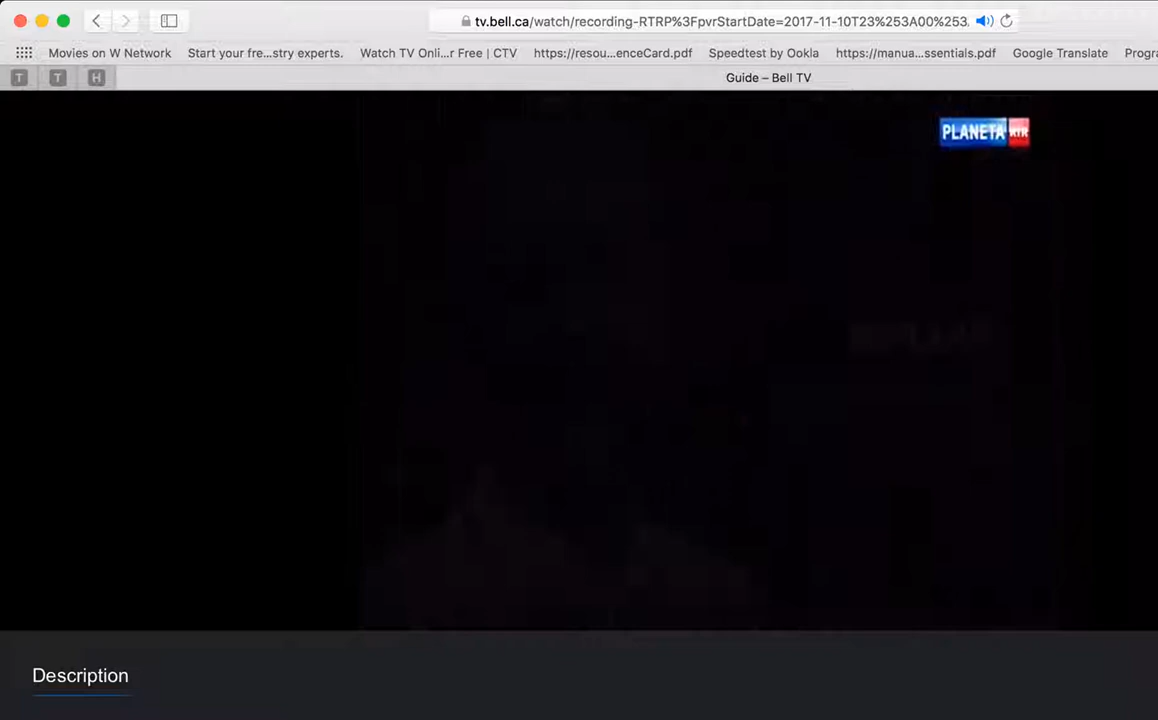 tv.bell.ca/watch/recording-RTRP%3FpvrStartDate=2017-11-10T23%253A00%253.
Movies on W Network Start your fre...stry experts. Watch TV Onli...r Free | CTV https://resou...enceCard.pdf Speedtest by Ookla https://manua...ssentials.pdf Google Translate Progra
T T H Guide – Bell TV
PLANETA RTR
Description